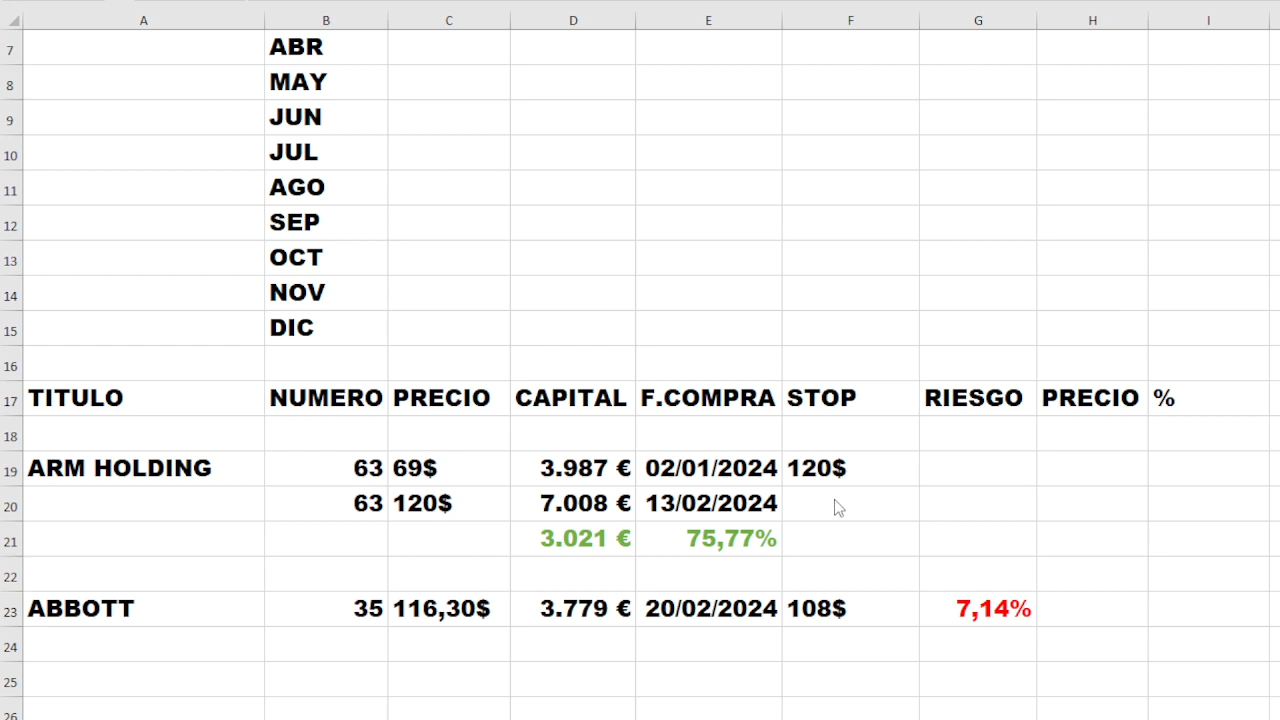 A B C D E F G H I
7 ABR
8 MAY
9 JUN
10 JUL
11 AGO
12 SEP
13 OCT
14 NOV
15 DIC
16
17 TITULO NUMERO PRECIO CAPITAL F.COMPRA STOP RIESGO PRECIO %
18
19 ARM HOLDING 63 69$ 3.987 € 02/01/2024 120$
20 63 120$ 7.008 € 13/02/2024
21 3.021 € 75,77%
22
23 ABBOTT 35 116,30$ 3.779 € 20/02/2024 108$ 7,14%
24
25
26